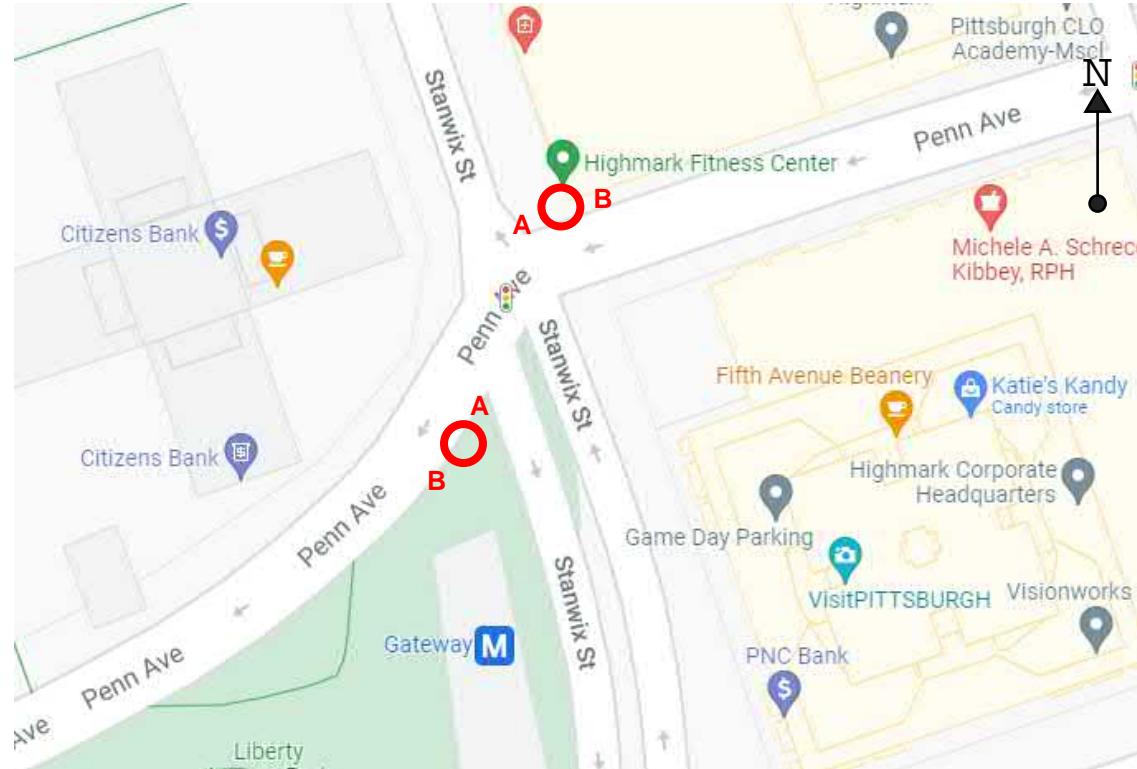 Pittsburgh CLO
Academy-Mscl
N
Stanwix St
Penn Ave
Highmark Fitness Center
B
A
Citizens Bank
Michele A. Schrec
Kibbey, RPH
Penn Ave
Stanwix St
Fifth Avenue Beanery
Katie's Kandy
Candy store
A
B
Citizens Bank
Highmark Corporate
Headquarters
Penn Ave
Game Day Parking
Stanwix St
VisitPITTSBURGH
Visionworks
Gateway M
PNC Bank
Penn Ave
Ave
Liberty